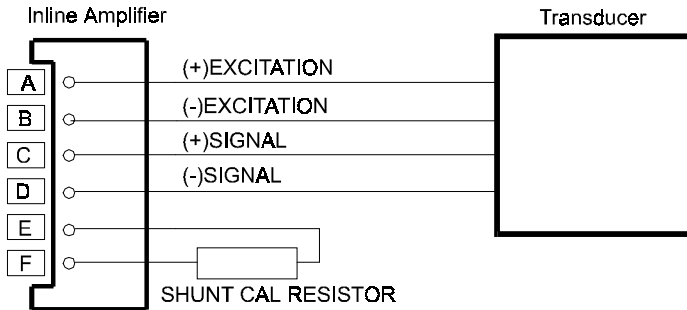 Inline Amplifier
Transducer
A
(+)EXCITATION
B
(-)EXCITATION
C
(+)SIGNAL
D
(-)SIGNAL
E
F
SHUNT CAL RESISTOR